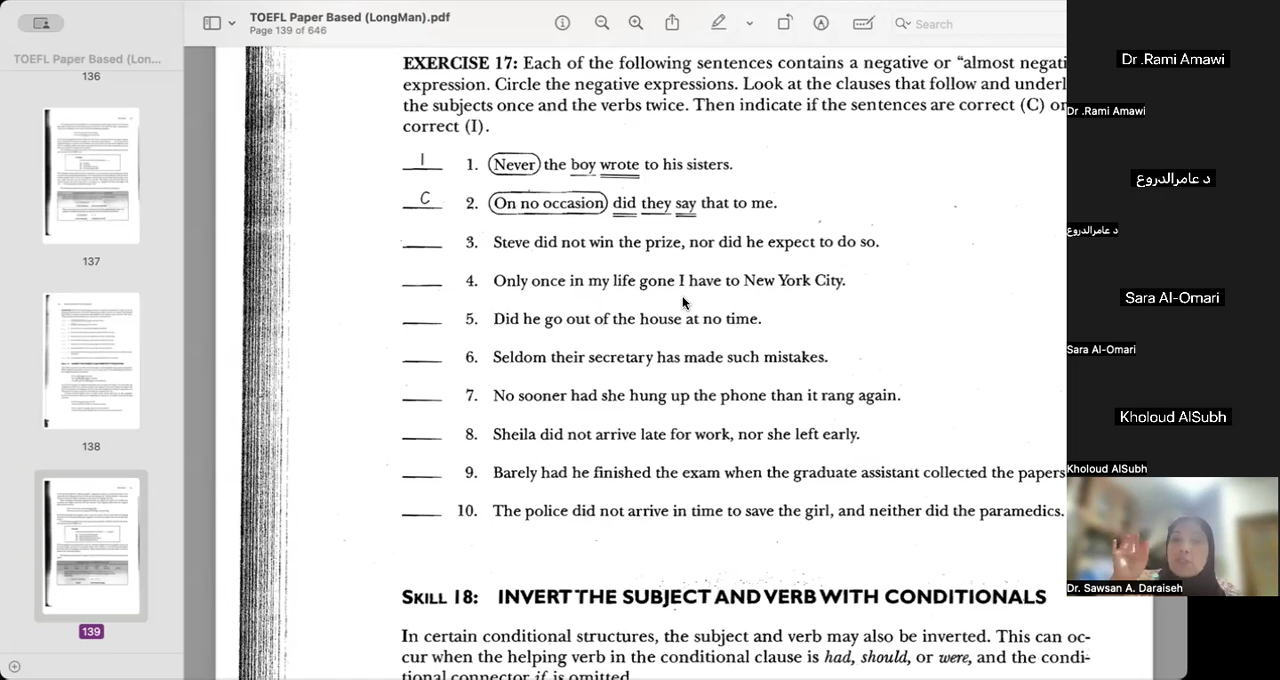 TOEFL Paper Based (LongMan).pdf
Page 139 of 646
Search
TOEFL Paper Based (Lon...
136
137
138
139
EXERCISE 17: Each of the following sentences contains a negative or “almost negati
expression. Circle the negative expressions. Look at the clauses that follow and underl
the subjects once and the verbs twice. Then indicate if the sentences are correct (C) or
correct (I).
I 1. Never the boy wrote to his sisters.
C 2. On no occasion did they say that to me.
3. Steve did not win the prize, nor did he expect to do so.
4. Only once in my life gone I have to New York City.
5. Did he go out of the house at no time.
6. Seldom their secretary has made such mistakes.
7. No sooner had she hung up the phone than it rang again.
8. Sheila did not arrive late for work, nor she left early.
9. Barely had he finished the exam when the graduate assistant collected the papers
10. The police did not arrive in time to save the girl, and neither did the paramedics.
SKILL 18: INVERT THE SUBJECT AND VERB WITH CONDITIONALS
In certain conditional structures, the subject and verb may also be inverted. This can oc-
cur when the helping verb in the conditional clause is had, should, or were, and the condi-
tional connector if is omitted
Dr .Rami Amawi
Dr .Rami Amawi
د عامرالدروع
د عامرالدروع
Sara Al-Omari
Sara Al-Omari
Kholoud AlSubh
Kholoud AlSubh
Dr. Sawsan A. Daraiseh